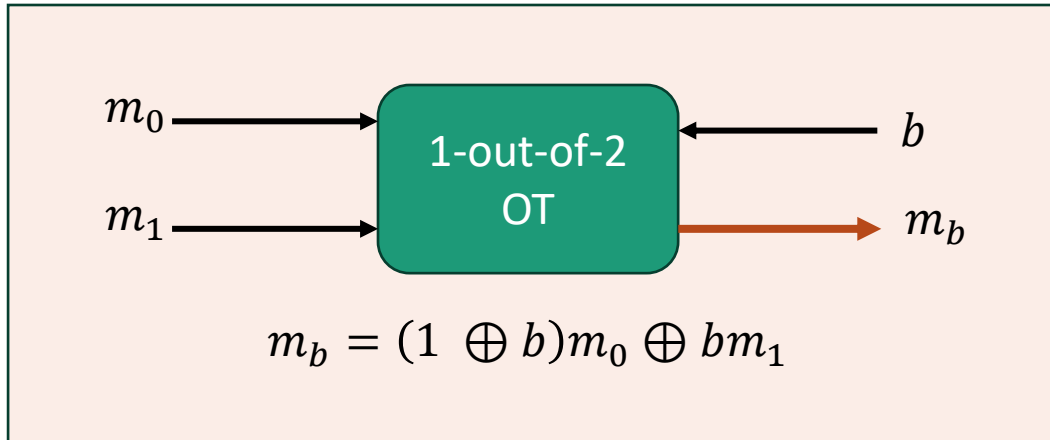 m₀
1-out-of-2
OT
b
m₁
m_b
m_b = (1 ⊕ b)m₀ ⊕ bm₁